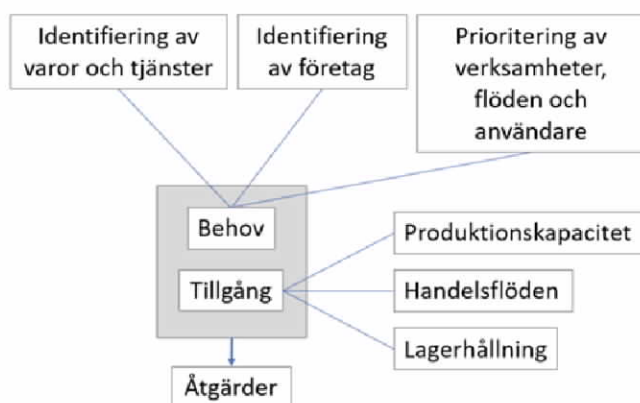 Identifiering av
varor och tjänster
Identifiering
av företag
Prioritering av
verksamheter,
flöden och
användare
Behov
Tillgång
Produktionskapacitet
Handelsflöden
Lagerhållning
Åtgärder